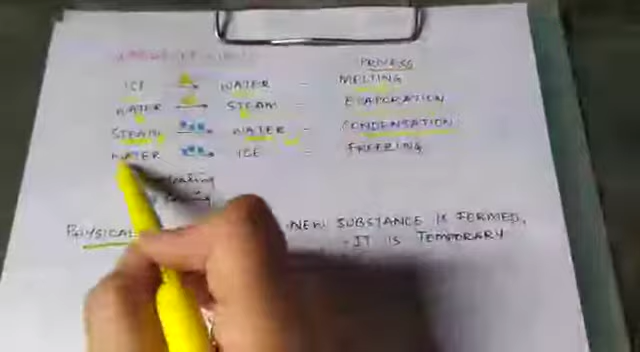 PROCESS
ICE → WATER - MELTING
WATER → STEAM - EVAPORATION
STEAM → WATER - CONDENSATION
WATER → ICE - FREEZING
PHYSICAL NEW SUBSTANCE IS FORMED.
- IT IS TEMPORARY